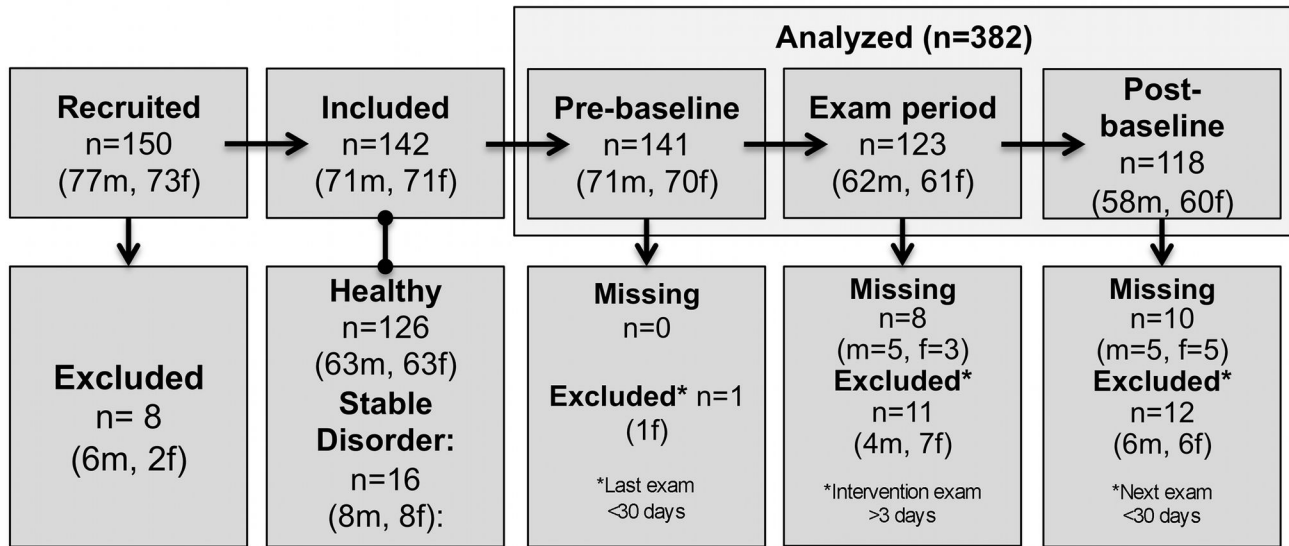 Analyzed (n=382)
Recruited
n=150
(77m, 73f)
Included
n=142
(71m, 71f)
Pre-baseline
n=141
(71m, 70f)
Exam period
n=123
(62m, 61f)
Post-
baseline
n=118
(58m, 60f)
Excluded
n= 8
(6m, 2f)
Healthy
n=126
(63m, 63f)
Stable
Disorder:
n=16
(8m, 8f):
Missing
n=0
Excluded* n=1
(1f)
*Last exam
<30 days
Missing
n=8
(m=5, f=3)
Excluded*
n=11
(4m, 7f)
*Intervention exam
>3 days
Missing
n=10
(m=5, f=5)
Excluded*
n=12
(6m, 6f)
*Next exam
<30 days